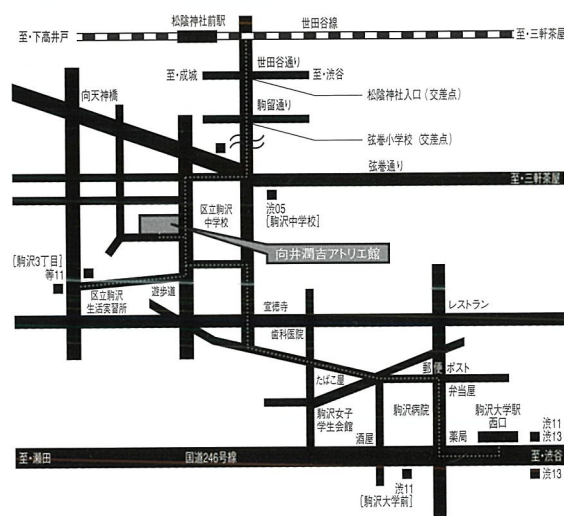 松陰神社前駅
世田谷線
至・下高井戸
至・三軒茶屋
世田谷通り
至・成城
至・渋谷
松陰神社入口（交差点）
向天神橋
駒留通り
弦巻小学校（交差点）
弦巻通り
至・三軒茶屋
渋05
[駒沢中学校]
区立駒沢
中学校
向井潤吉アトリエ館
[駒沢3丁目]
等11
区立駒沢
生活実習所
遊歩道
宣徳寺
レストラン
歯科医院
郵便ポスト
たばこ屋
弁当屋
駒沢女子
学生会館
駒沢病院
駒沢大学駅
西口
渋11
渋13
酒屋
薬局
至・瀬田
国道246号線
至・渋谷
渋11
[駒沢大学前]
渋13